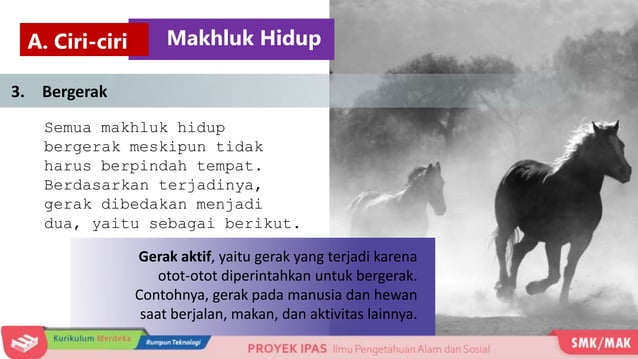 A. Ciri-ciri Makhluk Hidup
3. Bergerak
Semua makhluk hidup
bergerak meskipun tidak
harus berpindah tempat.
Berdasarkan terjadinya,
gerak dibedakan menjadi
dua, yaitu sebagai berikut.
Gerak aktif, yaitu gerak yang terjadi karena
otot-otot diperintahkan untuk bergerak.
Contohnya, gerak pada manusia dan hewan
saat berjalan, makan, dan aktivitas lainnya.
Kurikulum Merdeka Rumpun Teknologi PROYEK IPAS Ilmu Pengetahuan Alam dan Sosial SMK/MAK